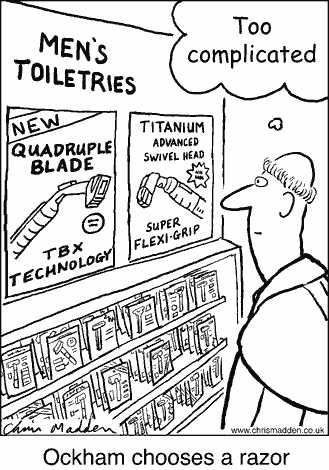 Too
complicated
MEN'S
TOILETRIES
NEW
QUADRUPLE
BLADE
TBX
TECHNOLOGY
TITANIUM
ADVANCED
SWIVEL HEAD
SUPER
FLEXI-GRIP
Chris Madden
www.chrismadden.co.uk
Ockham chooses a razor